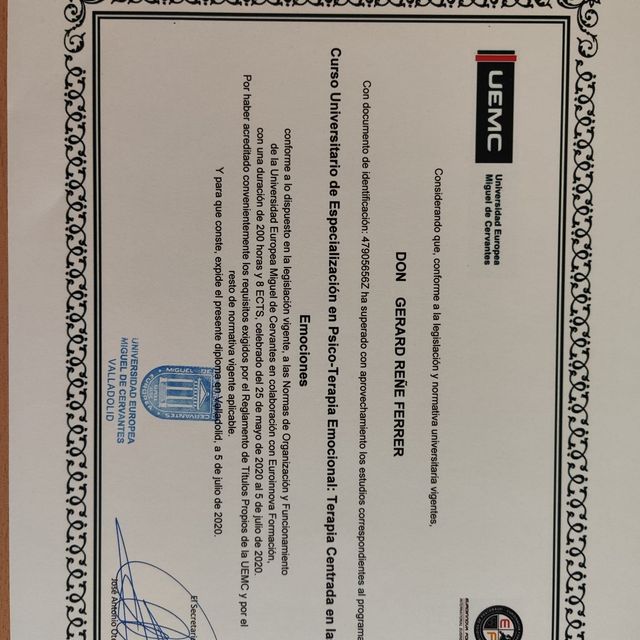 UEMC
Universidad Europea
Miguel de Cervantes
Considerando que, conforme a la legislación y normativa universitaria vigentes,
DON GERARD REÑE FERRER
Con documento de identificación: 47905656Z ha superado con aprovechamiento los estudios correspondientes al programa
Curso Universitario de Especialización en Psico-Terapia Emocional: Terapia Centrada en la
Emociones
conforme a lo dispuesto en la legislación vigente, a las Normas de Organización y Funcionamiento
de la Universidad Europea Miguel de Cervantes en colaboración con Euroinnova Formación,
con una duración de 200 horas y 8 ECTS, celebrado del 25 de mayo de 2020 al 5 de julio de 2020.
Por haber acreditado convenientemente los requisitos exigidos por el Reglamento de Títulos Propios de la UEMC y por el
resto de normativa vigente aplicable.
Y para que conste, expide el presente diploma en Valladolid, a 5 de julio de 2020.
MIGUEL DE
CERVANTES
UNIVERSIDAD EUROPEA
MIGUEL DE CERVANTES
VALLADOLID
El Secretari
José Antonio